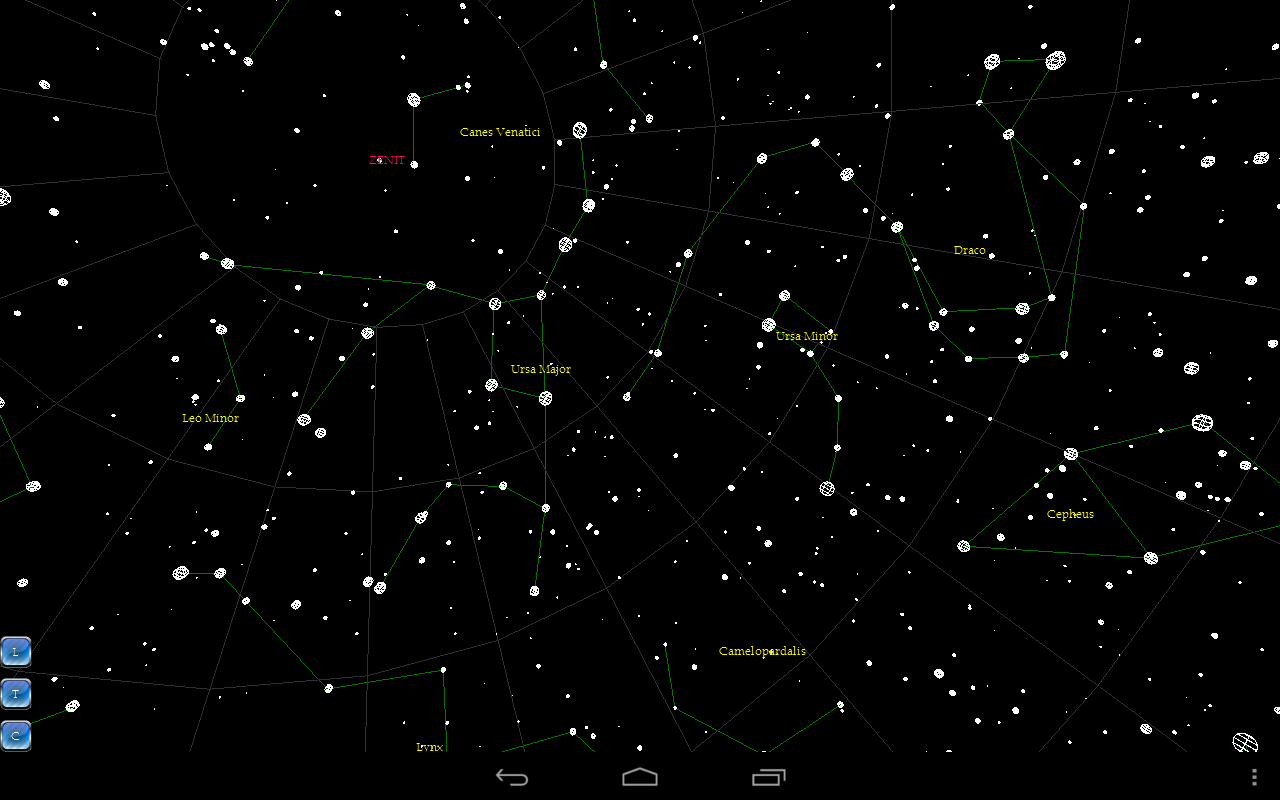 Canes Venatici
ZENIT
Draco
Ursa Minor
Ursa Major
Leo Minor
Cepheus
Camelopardalis
L
T
C
Lynx